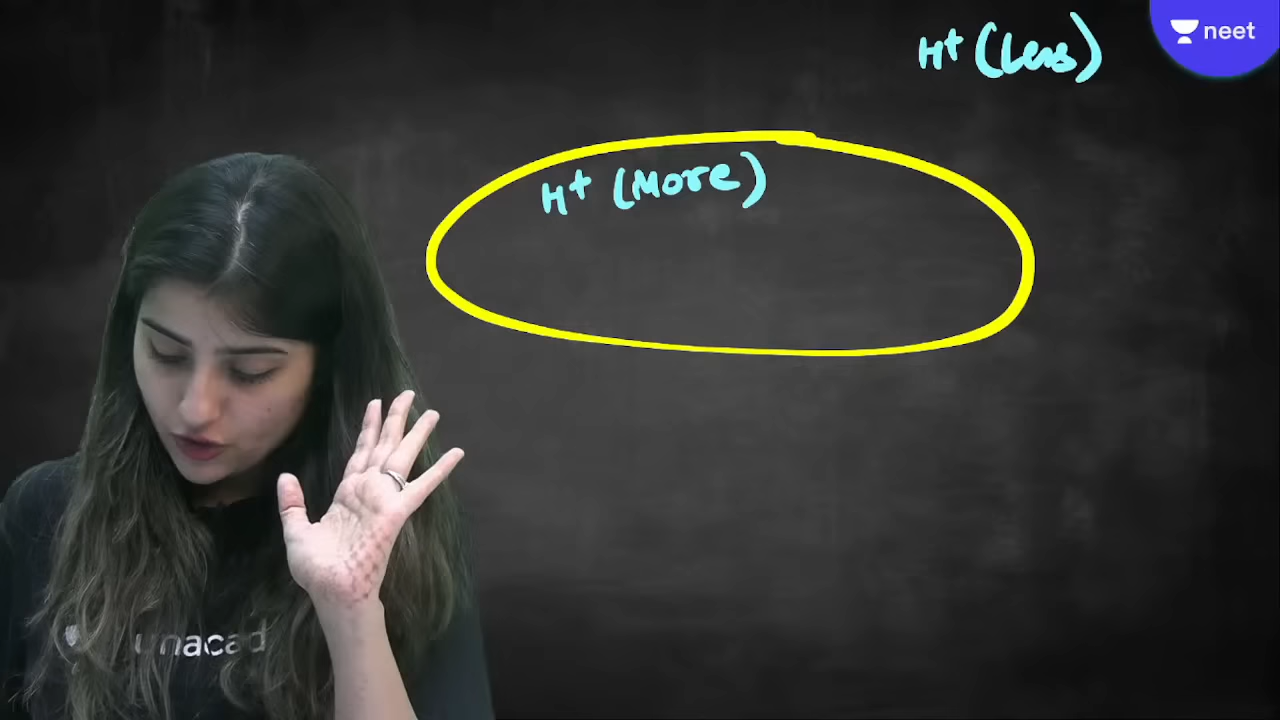 H+ (Less)
neet
H+ (More)
unacad